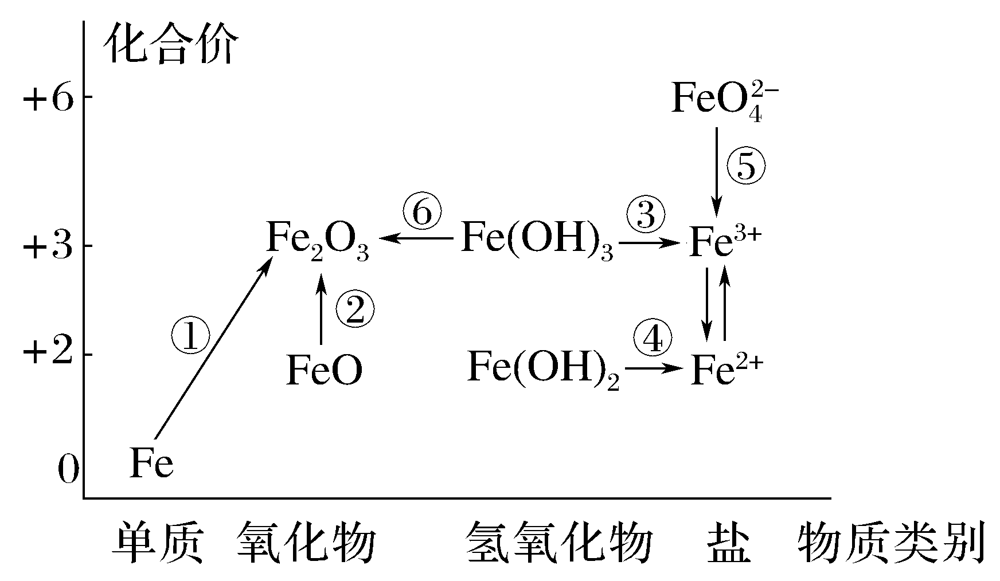 化合价
+6
FeO₄²⁻
⑤
⑥
③
+3
Fe₂O₃
Fe(OH)₃
Fe³⁺
①
②
④
+2
FeO
Fe(OH)₂
Fe²⁺
0
Fe
单质 氧化物 氢氧化物 盐 物质类别